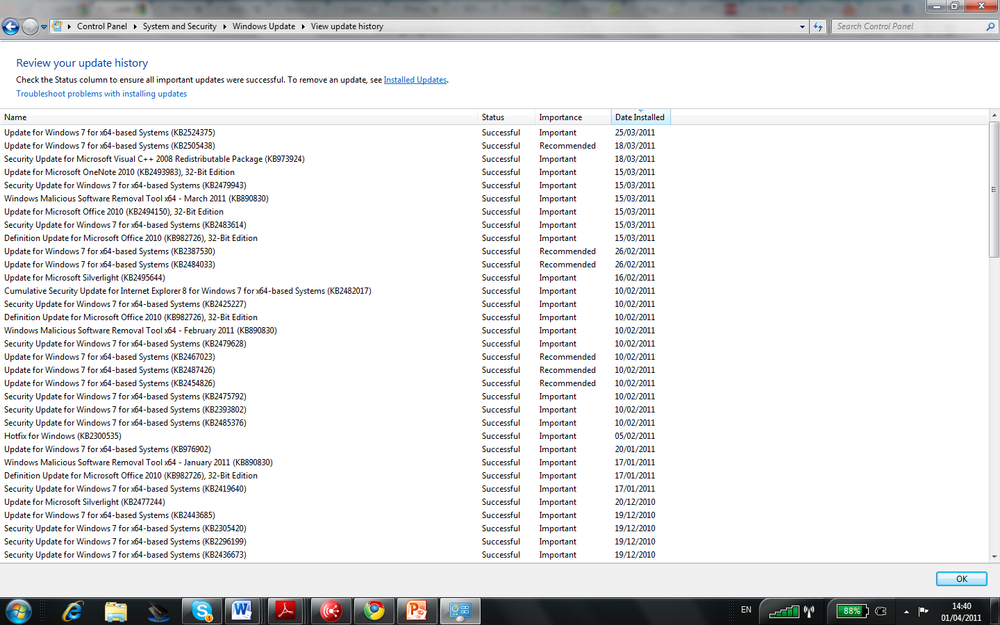 Control Panel ▸ System and Security ▸ Windows Update ▸ View update history
Search Control Panel
Review your update history
Check the Status column to ensure all important updates were successful. To remove an update, see Installed Updates.
Troubleshoot problems with installing updates
Name Status Importance Date Installed
Update for Windows 7 for x64-based Systems (KB2524375) Successful Important 25/03/2011
Update for Windows 7 for x64-based Systems (KB2505438) Successful Recommended 18/03/2011
Security Update for Microsoft Visual C++ 2008 Redistributable Package (KB973924) Successful Important 18/03/2011
Update for Microsoft OneNote 2010 (KB2493983), 32-Bit Edition Successful Important 15/03/2011
Security Update for Windows 7 for x64-based Systems (KB2479943) Successful Important 15/03/2011
Windows Malicious Software Removal Tool x64 - March 2011 (KB890830) Successful Important 15/03/2011
Update for Microsoft Office 2010 (KB2494150), 32-Bit Edition Successful Important 15/03/2011
Security Update for Windows 7 for x64-based Systems (KB2483614) Successful Important 15/03/2011
Definition Update for Microsoft Office 2010 (KB982726), 32-Bit Edition Successful Important 15/03/2011
Update for Windows 7 for x64-based Systems (KB2387530) Successful Recommended 26/02/2011
Update for Windows 7 for x64-based Systems (KB2484033) Successful Recommended 26/02/2011
Update for Microsoft Silverlight (KB2495644) Successful Important 16/02/2011
Cumulative Security Update for Internet Explorer 8 for Windows 7 for x64-based Systems (KB2482017) Successful Important 10/02/2011
Security Update for Windows 7 for x64-based Systems (KB2425227) Successful Important 10/02/2011
Definition Update for Microsoft Office 2010 (KB982726), 32-Bit Edition Successful Important 10/02/2011
Windows Malicious Software Removal Tool x64 - February 2011 (KB890830) Successful Important 10/02/2011
Security Update for Windows 7 for x64-based Systems (KB2479628) Successful Important 10/02/2011
Update for Windows 7 for x64-based Systems (KB2467023) Successful Recommended 10/02/2011
Update for Windows 7 for x64-based Systems (KB2487426) Successful Recommended 10/02/2011
Update for Windows 7 for x64-based Systems (KB2454826) Successful Recommended 10/02/2011
Security Update for Windows 7 for x64-based Systems (KB2475792) Successful Important 10/02/2011
Security Update for Windows 7 for x64-based Systems (KB2393802) Successful Important 10/02/2011
Security Update for Windows 7 for x64-based Systems (KB2485376) Successful Important 10/02/2011
Hotfix for Windows (KB2300535) Successful Important 05/02/2011
Update for Windows 7 for x64-based Systems (KB976902) Successful Important 20/01/2011
Windows Malicious Software Removal Tool x64 - January 2011 (KB890830) Successful Important 17/01/2011
Definition Update for Microsoft Office 2010 (KB982726), 32-Bit Edition Successful Important 17/01/2011
Security Update for Windows 7 for x64-based Systems (KB2419640) Successful Important 17/01/2011
Update for Microsoft Silverlight (KB2477244) Successful Important 20/12/2010
Update for Windows 7 for x64-based Systems (KB2443685) Successful Important 19/12/2010
Security Update for Windows 7 for x64-based Systems (KB2305420) Successful Important 19/12/2010
Security Update for Windows 7 for x64-based Systems (KB2296199) Successful Important 19/12/2010
Security Update for Windows 7 for x64-based Systems (KB2436673) Successful Important 19/12/2010
OK
EN
88%
14:40
01/04/2011